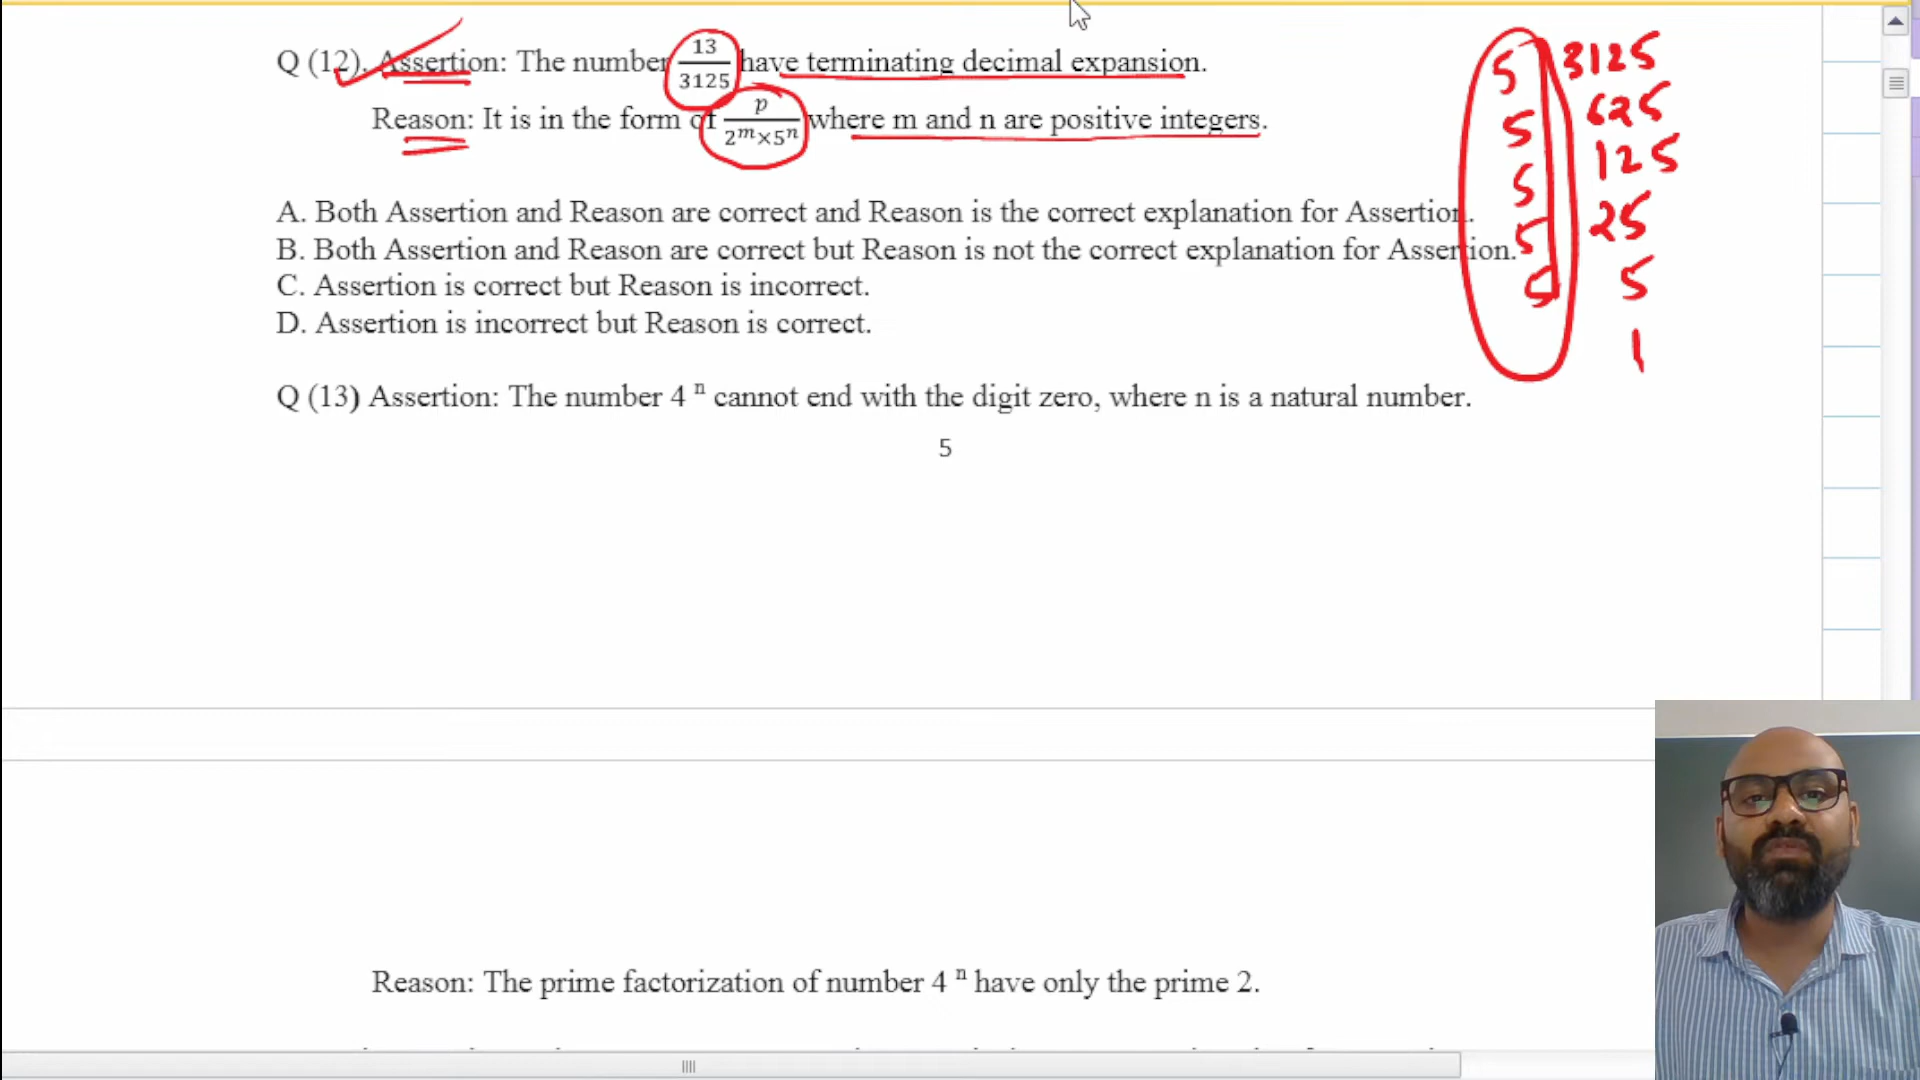 Q (12). Assertion: The number 13/3125 have terminating decimal expansion.
Reason: It is in the form of p/2^m×5^n where m and n are positive integers.
A. Both Assertion and Reason are correct and Reason is the correct explanation for Assertion.
B. Both Assertion and Reason are correct but Reason is not the correct explanation for Assertion.
C. Assertion is correct but Reason is incorrect.
D. Assertion is incorrect but Reason is correct.
Q (13) Assertion: The number 4^n cannot end with the digit zero, where n is a natural number.
5
Reason: The prime factorization of number 4^n have only the prime 2.
5 3125
5 625
5 125
5 25
5 5
1